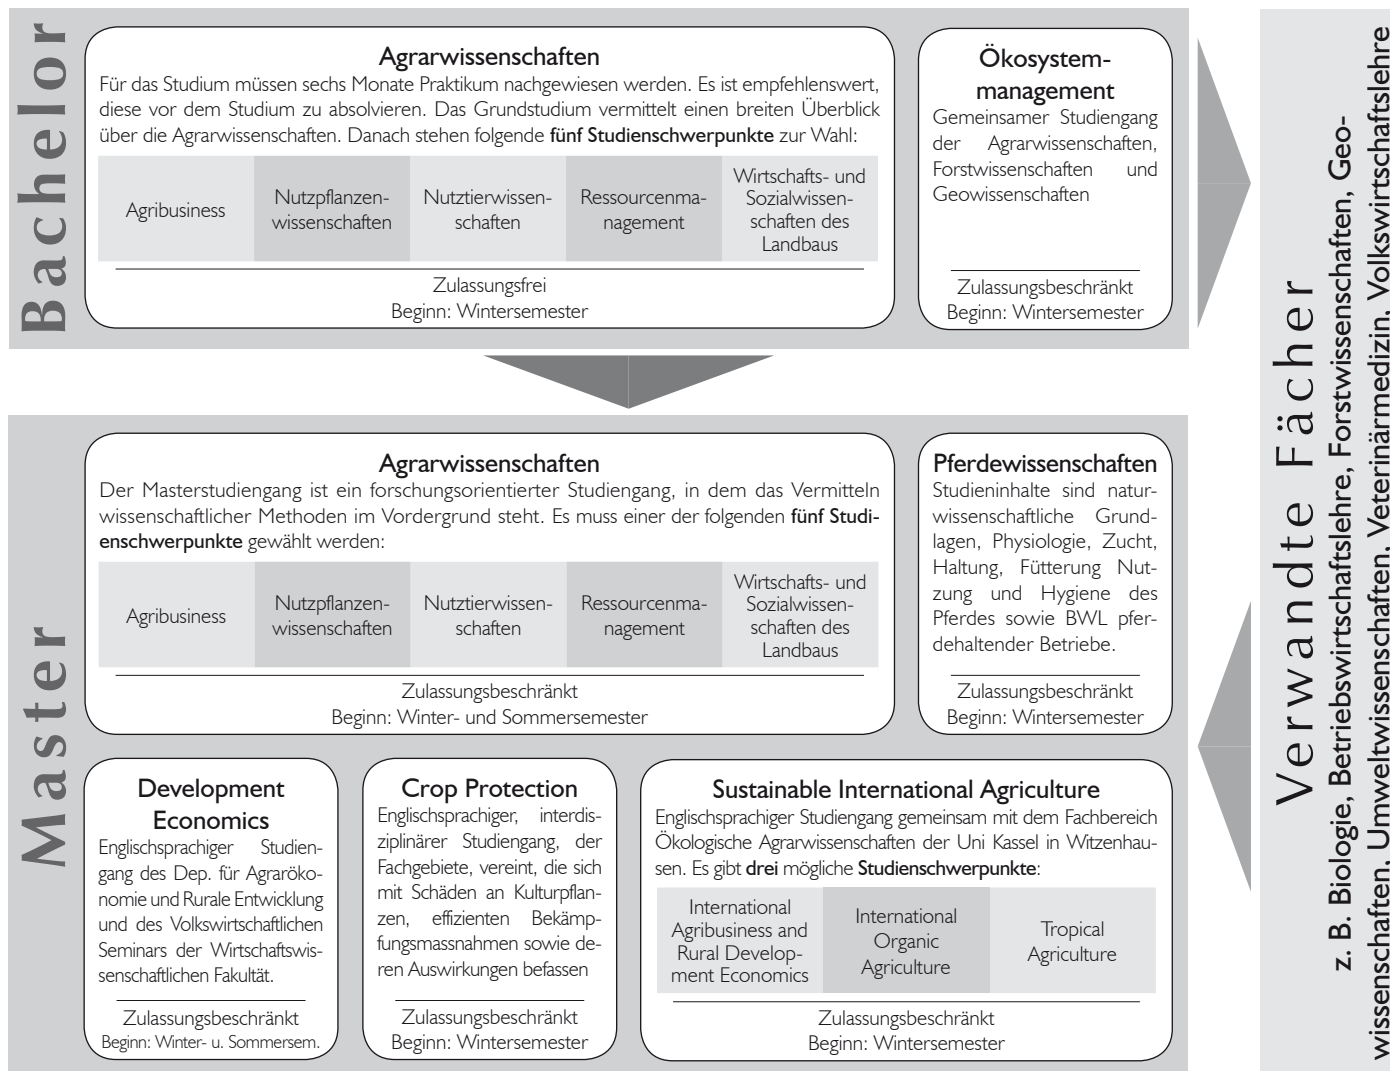 Bachelor
Agrarwissenschaften
Für das Studium müssen sechs Monate Praktikum nachgewiesen werden. Es ist empfehlenswert,
diese vor dem Studium zu absolvieren. Das Grundstudium vermittelt einen breiten Überblick
über die Agrarwissenschaften. Danach stehen folgende fünf Studienschwerpunkte zur Wahl:
Agribusiness
Nutzpflanzen-
wissenschaften
Nutztierwissen-
schaften
Ressourcenma-
nagement
Wirtschafts- und
Sozialwissen-
schaften des
Landbaus
Zulassungsfrei
Beginn: Wintersemester
Ökosystem-
management
Gemeinsamer Studiengang
der Agrarwissenschaften,
Forstwissenschaften und
Geowissenschaften
Zulassungsbeschränkt
Beginn: Wintersemester
Master
Agrarwissenschaften
Der Masterstudiengang ist ein forschungsorientierter Studiengang, in dem das Vermitteln
wissenschaftlicher Methoden im Vordergrund steht. Es muss einer der folgenden fünf Studi-
enschwerpunkte gewählt werden:
Agribusiness
Nutzpflanzen-
wissenschaften
Nutztierwissen-
schaften
Ressourcenma-
nagement
Wirtschafts- und
Sozialwissen-
schaften des
Landbaus
Zulassungsbeschränkt
Beginn: Winter- und Sommersemester
Pferdewissenschaften
Studieninhalte sind natur-
wissenschaftliche Grund-
lagen, Physiologie, Zucht,
Haltung, Fütterung Nut-
zung und Hygiene des
Pferdes sowie BWL pfer-
dehaltender Betriebe.
Zulassungsbeschränkt
Beginn: Wintersemester
Development
Economics
Englischsprachiger Studien-
gang des Dep. für Agraröko-
nomie und Rurale Entwicklung
und des Volkswirtschaftlichen
Seminars der Wirtschaftswis-
senschaftlichen Fakultät.
Zulassungsbeschränkt
Beginn: Winter- u. Sommersem.
Crop Protection
Englischsprachiger, interdis-
ziplinärer Studiengang, der
Fachgebiete, vereint, die sich
mit Schäden an Kulturpflan-
zen, effizienten Bekämp-
fungsmassnahmen sowie de-
ren Auswirkungen befassen
Zulassungsbeschränkt
Beginn: Wintersemester
Sustainable International Agriculture
Englischsprachiger Studiengang gemeinsam mit dem Fachbereich
Ökologische Agrarwissenschaften der Uni Kassel in Witzenhau-
sen. Es gibt drei mögliche Studienschwerpunkte:
International
Agribusiness and
Rural Develop-
ment Economics
International
Organic
Agriculture
Tropical
Agriculture
Zulassungsbeschränkt
Beginn: Wintersemester
Verwandte Fächer
z. B. Biologie, Betriebswirtschaftslehre, Forstwissenschaften, Geo-
wissenschaften, Umweltwissenschaften, Veterinärmedizin, Volkswirtschaftslehre